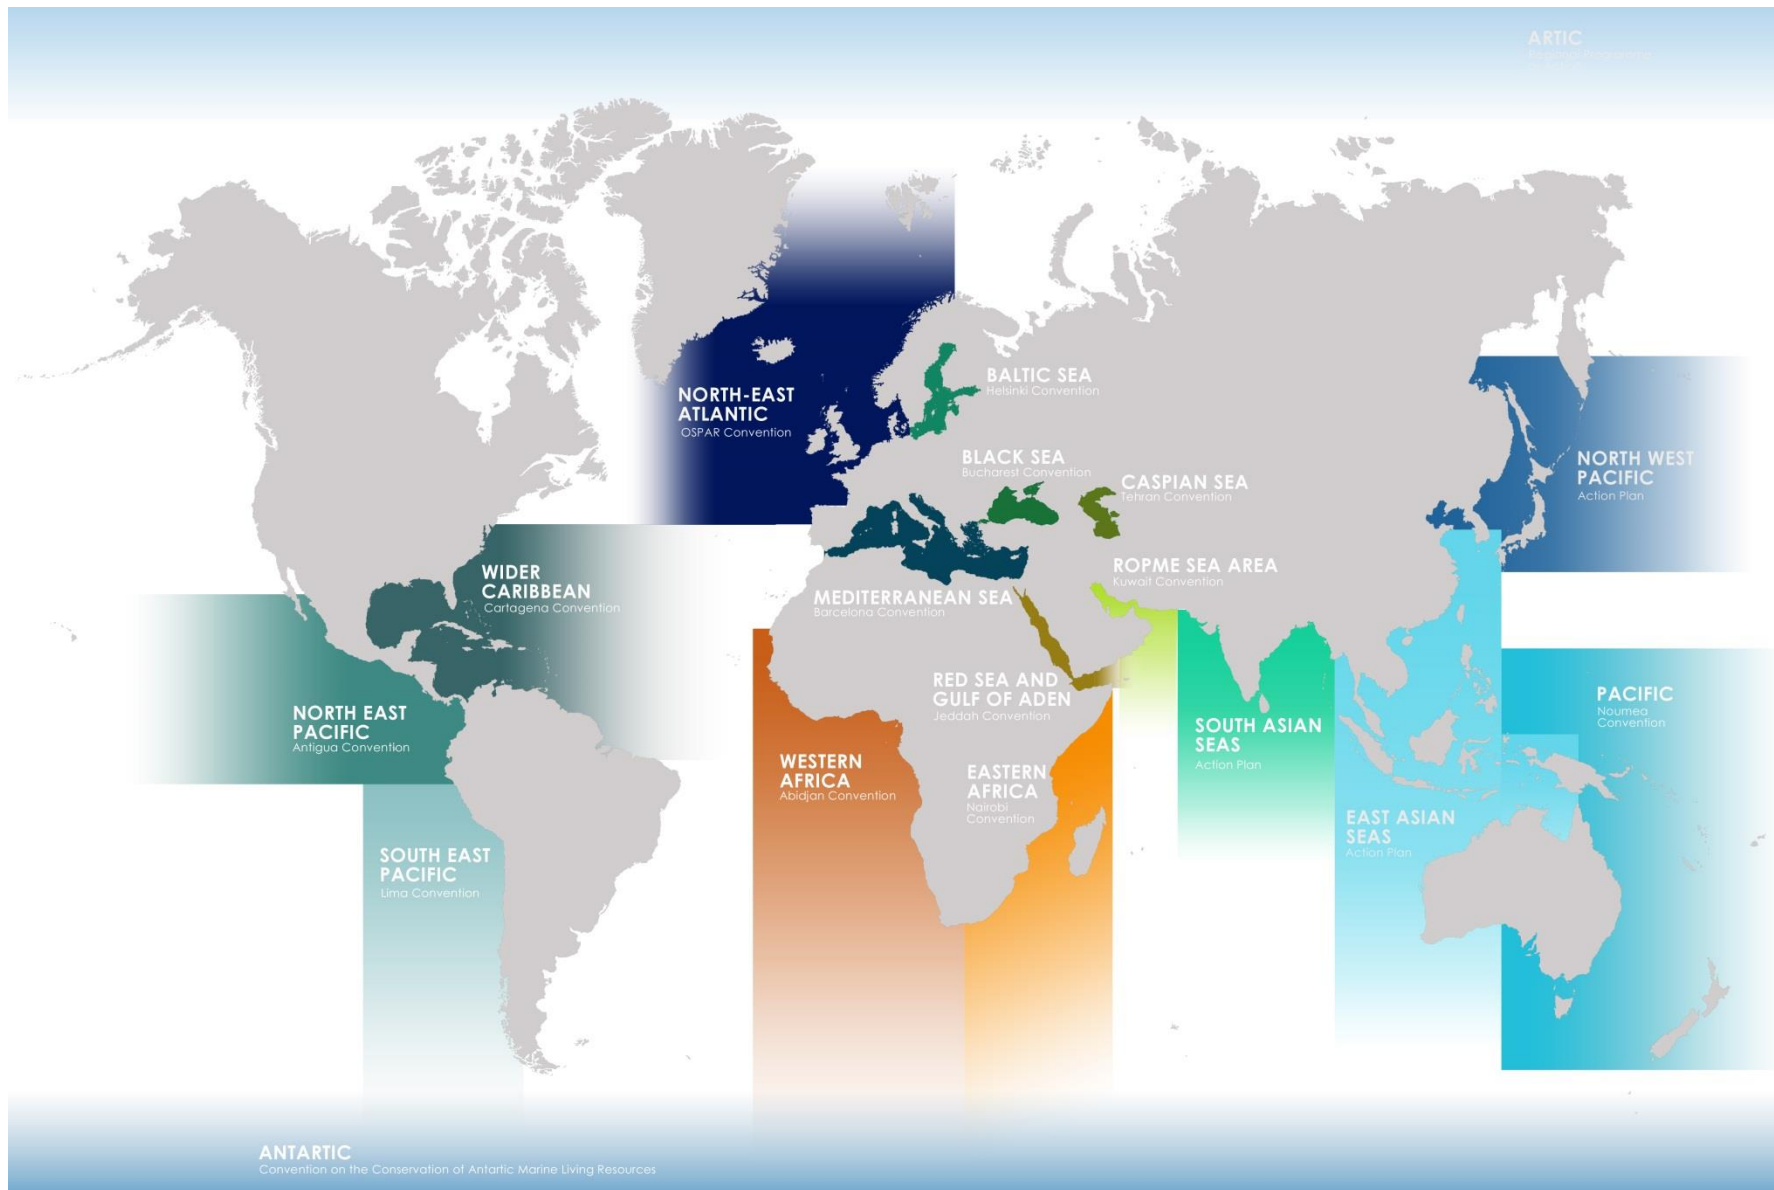 ARTIC
NORTH-EAST
ATLANTIC
OSPAR Convention
BALTIC SEA
Helsinki Convention
BLACK SEA
Bucharest Convention
CASPIAN SEA
Tehran Convention
NORTH WEST
PACIFIC
Action Plan
WIDER
CARIBBEAN
Cartagena Convention
MEDITERRANEAN SEA
Barcelona Convention
ROPME SEA AREA
Kuwait Convention
RED SEA AND
GULF OF ADEN
Jeddah Convention
NORTH EAST
PACIFIC
Antigua Convention
SOUTH ASIAN
SEAS
Action Plan
PACIFIC
Noumea
Convention
WESTERN
AFRICA
Abidjan Convention
EASTERN
AFRICA
Nairobi
Convention
EAST ASIAN
SEAS
Action Plan
SOUTH EAST
PACIFIC
Lima Convention
ANTARTIC
Convention on the Conservation of Antartic Marine Living Resources